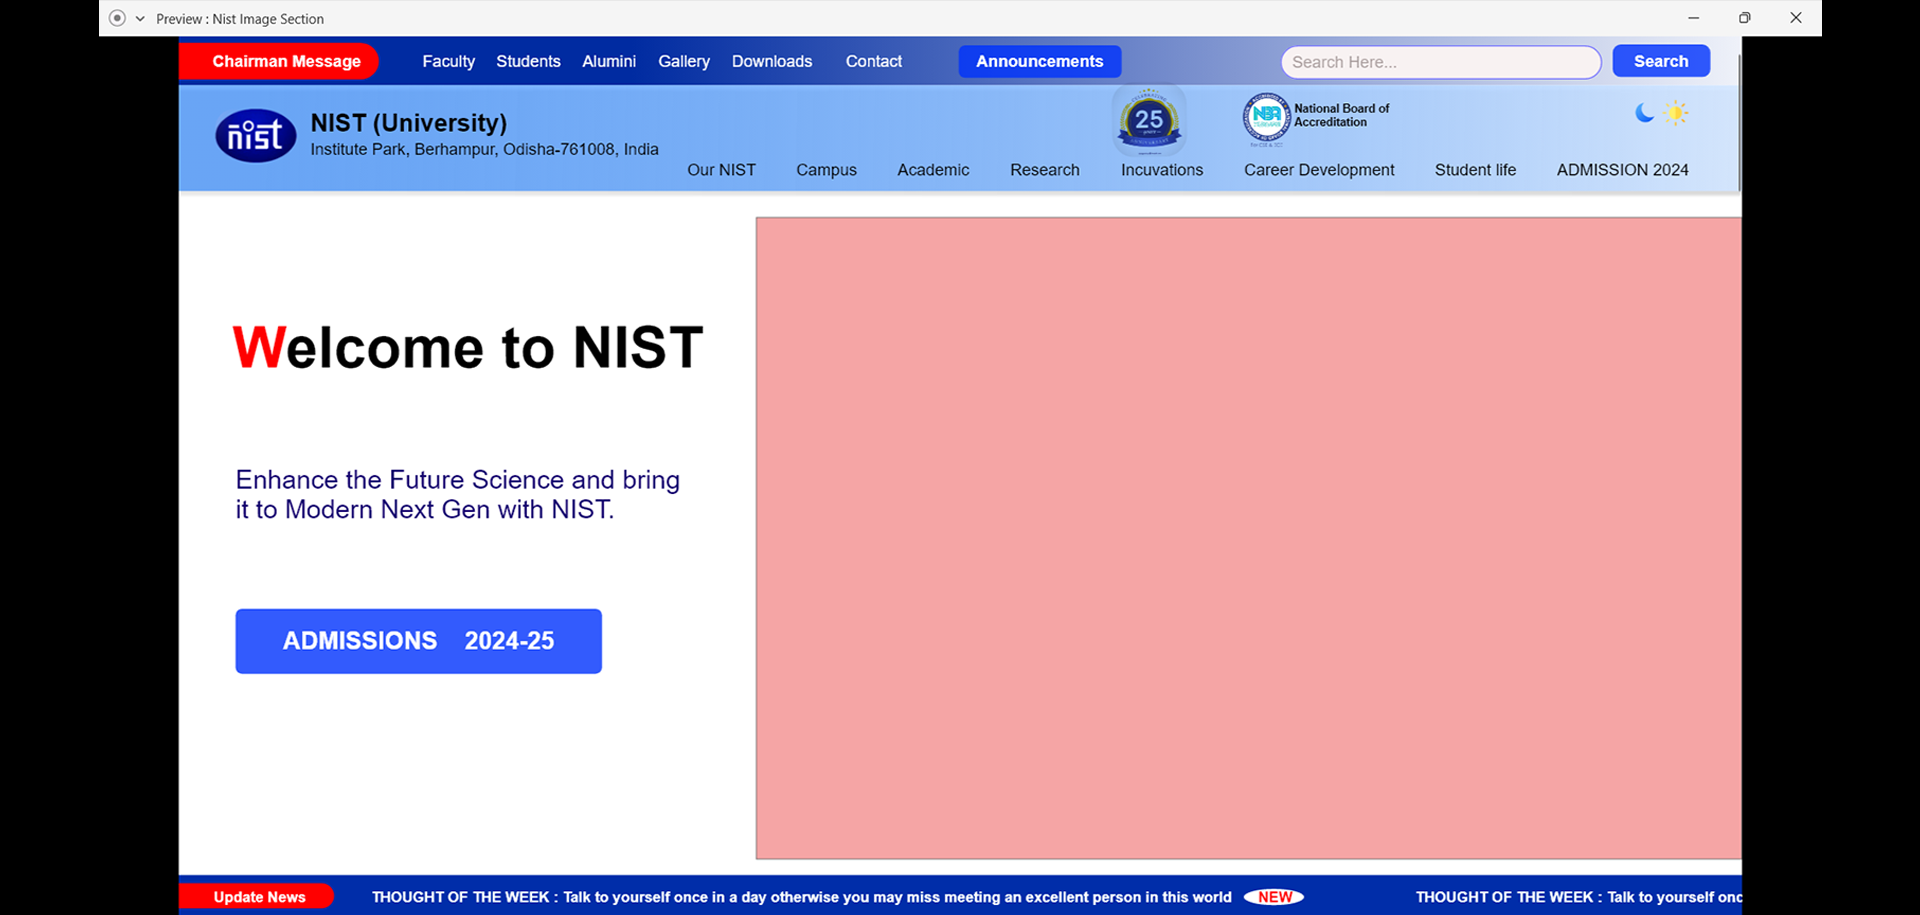 Preview : Nist Image Section
Chairman Message
Faculty Students Alumini Gallery Downloads Contact
Announcements
Search Here...
Search
nist
NIST (University)
Institute Park, Berhampur, Odisha-761008, India
25
National Board of
Accreditation
Our NIST Campus Academic Research Incuvations Career Development Student life ADMISSION 2024
Welcome to NIST
Enhance the Future Science and bring
it to Modern Next Gen with NIST.
ADMISSIONS 2024-25
Update News
THOUGHT OF THE WEEK : Talk to yourself once in a day otherwise you may miss meeting an excellent person in this world NEW THOUGHT OF THE WEEK : Talk to yourself onc